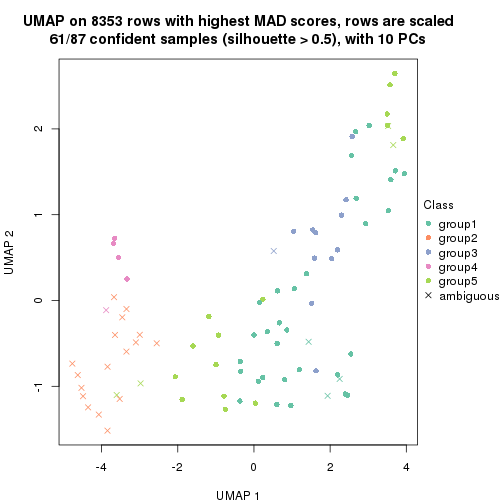 UMAP on 8353 rows with highest MAD scores, rows are scaled
61/87 confident samples (silhouette > 0.5), with 10 PCs
2
1
0
-1
UMAP 2
-4
-2
0
2
4
UMAP 1
Class
group1
group2
group3
group4
group5
ambiguous